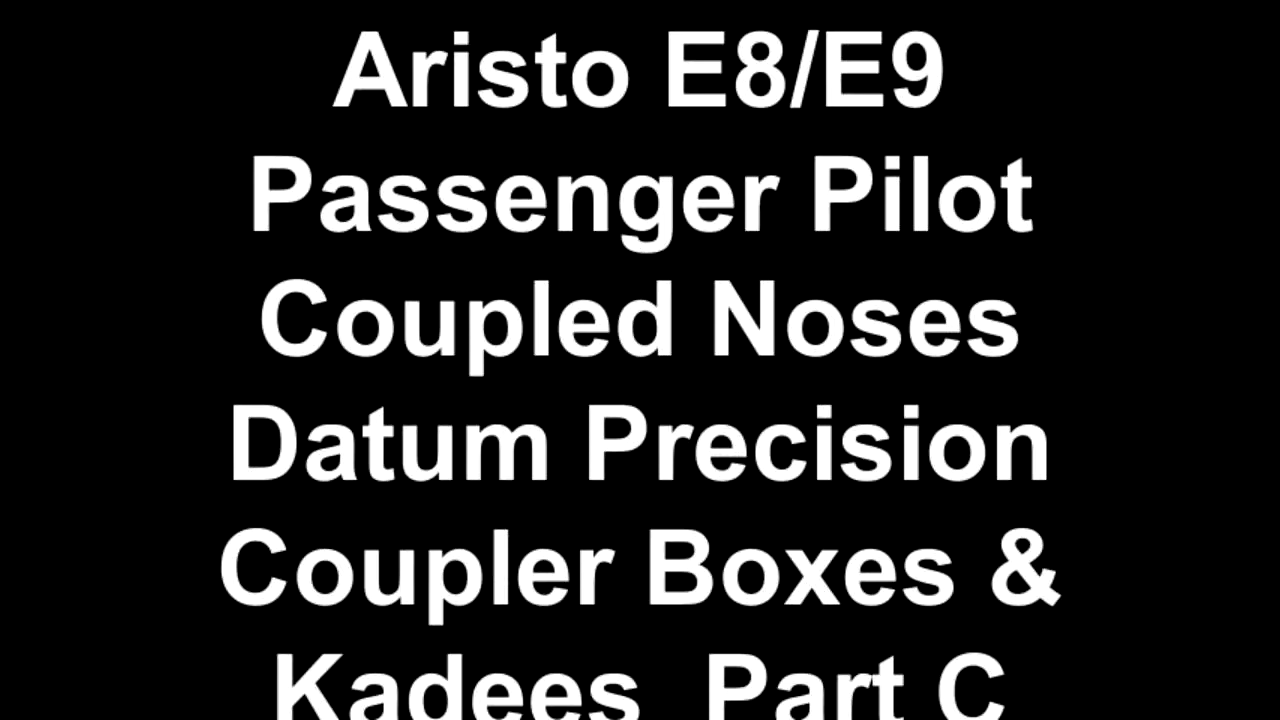 Aristo E8/E9
Passenger Pilot
Coupled Noses
Datum Precision
Coupler Boxes &
Kadees Part C